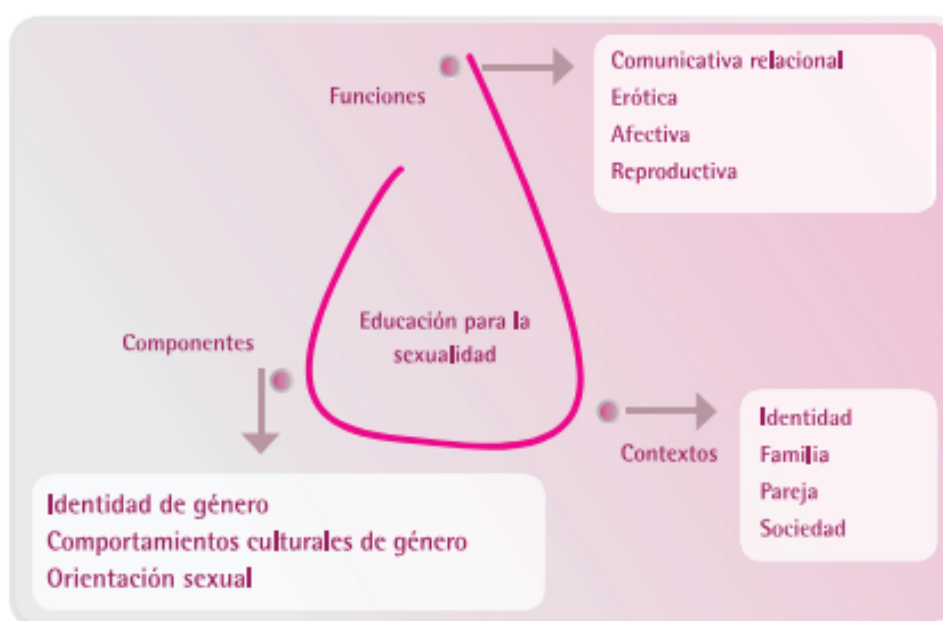 Funciones
Comunicativa relacional
Erótica
Afectiva
Reproductiva
Educación para la
sexualidad
Componentes
Identidad de género
Comportamientos culturales de género
Orientación sexual
Contextos
Identidad
Familia
Pareja
Sociedad